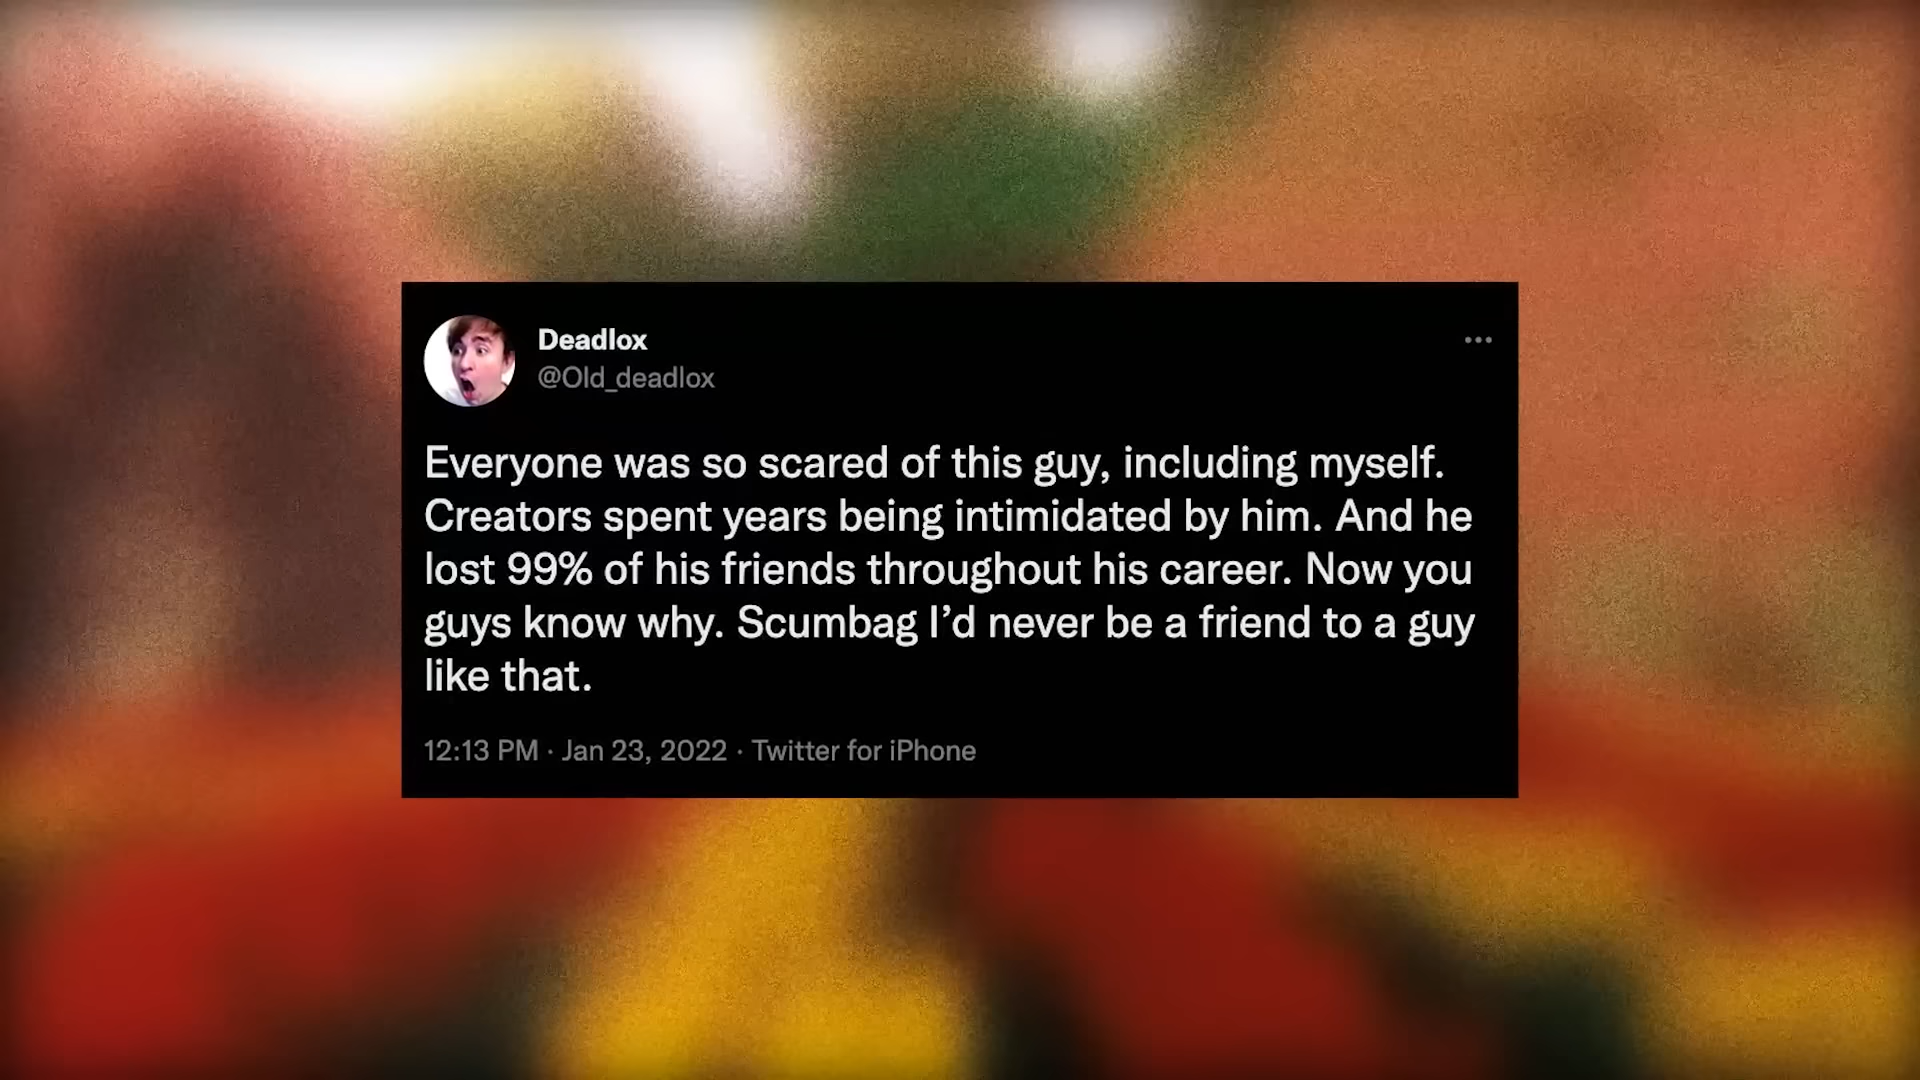 Deadlox
@Old_deadlox
Everyone was so scared of this guy, including myself.
Creators spent years being intimidated by him. And he
lost 99% of his friends throughout his career. Now you
guys know why. Scumbag I’d never be a friend to a guy
like that.
12:13 PM · Jan 23, 2022 · Twitter for iPhone